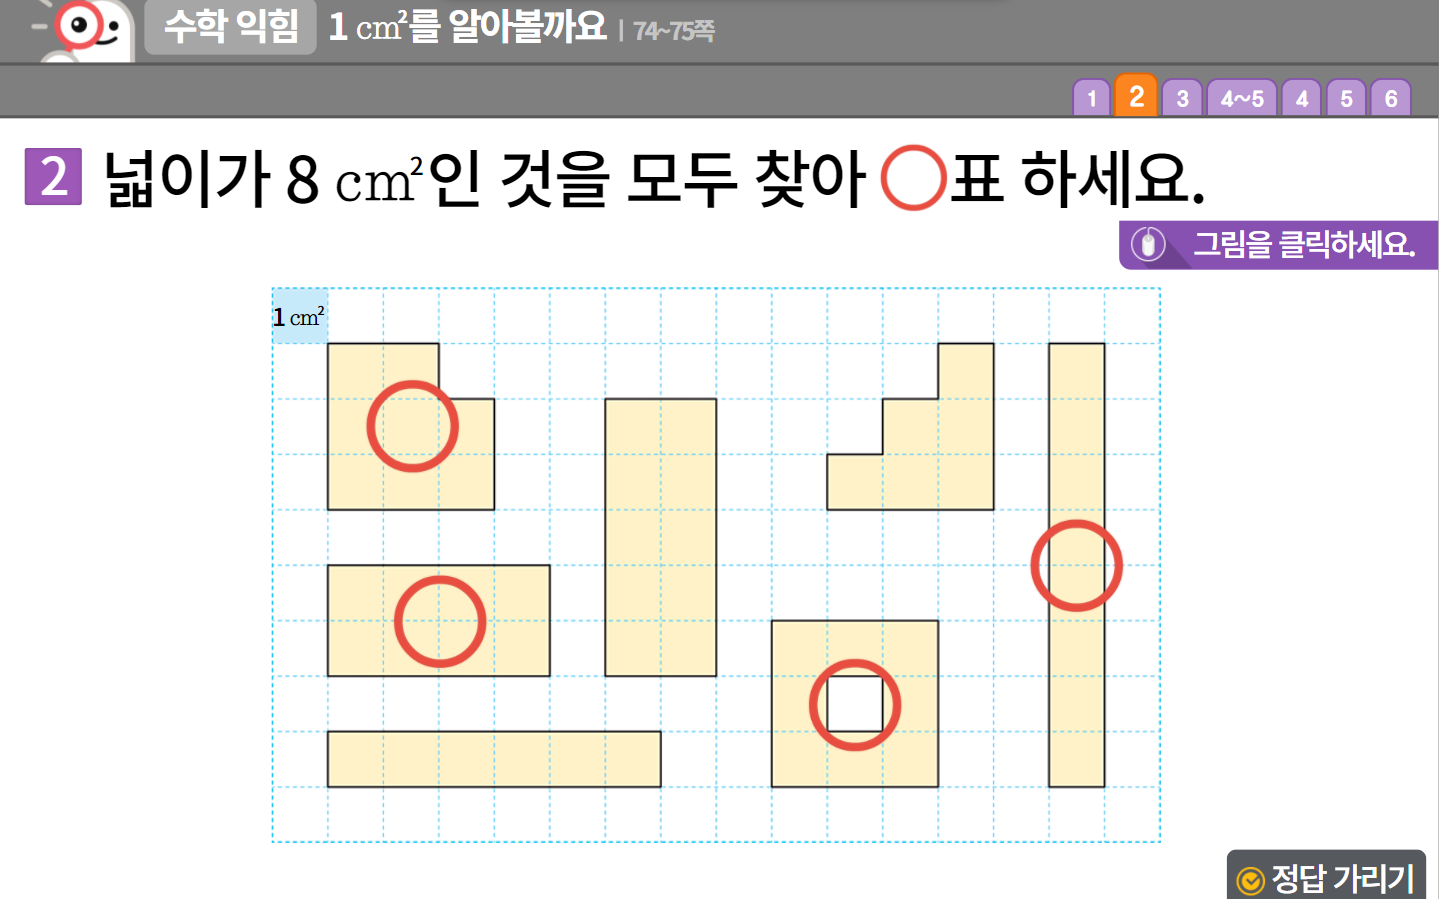 수학 익힘 1 cm²를 알아볼까요 | 74~75쪽
1 2 3 4~5 4 5 6
2 넓이가 8 cm²인 것을 모두 찾아 ○표 하세요.
그림을 클릭하세요.
1 cm²
정답 가리기